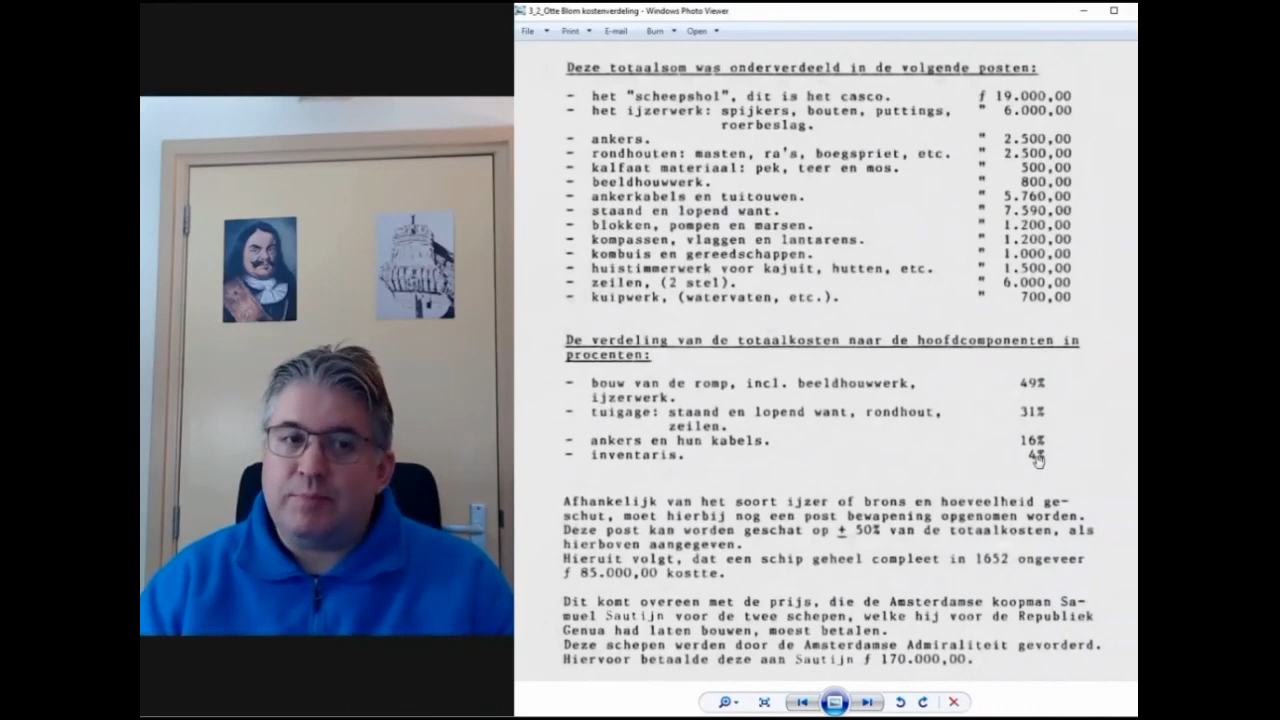 3_2_Otte Blom kostenverdeling - Windows Photo Viewer
File Print E-mail Burn Open
Deze totaalsom was onderverdeeld in de volgende posten:
- het "scheepshol", dit is het casco. ƒ 19.000,00
- het ijzerwerk: spijkers, bouten, puttings, " 6.000,00
roerbeslag.
- ankers. " 2.500,00
- rondhouten: masten, ra's, boegspriet, etc. " 2.500,00
- kalfaat materiaal: pek, teer en mos. " 500,00
- beeldhouwwerk. " 800,00
- ankerkabels en tuitouwen. " 5.760,00
- staand en lopend want. " 7.590,00
- blokken, pompen en marsen. " 1.200,00
- kompassen, vlaggen en lantarens. " 1.200,00
- kombuis en gereedschappen. " 1.000,00
- huistimmerwerk voor kajuit, hutten, etc. " 1.500,00
- zeilen, (2 stel). " 6.000,00
- kuipwerk, (watervaten, etc.). " 700,00
De verdeling van de totaalkosten naar de hoofdcomponenten in
procenten:
- bouw van de romp, incl. beeldhouwwerk, 49%
ijzerwerk.
- tuigage: staand en lopend want, rondhout, 31%
zeilen.
- ankers en hun kabels. 16%
- inventaris. 4%
Afhankelijk van het soort ijzer of brons en hoeveelheid ge-
schut, moet hierbij nog een post bewapening opgenomen worden.
Deze post kan worden geschat op ± 50% van de totaalkosten, als
hierboven aangegeven.
Hieruit volgt, dat een schip geheel compleet in 1652 ongeveer
ƒ 85.000,00 kostte.
Dit komt overeen met de prijs, die de Amsterdamse koopman Sa-
muel Sautijn voor de twee schepen, welke hij voor de Republiek
Genua had laten bouwen, moest betalen.
Deze schepen werden door de Amsterdamse Admiraliteit gevorderd.
Hiervoor betaalde deze aan Sautijn ƒ 170.000,00.